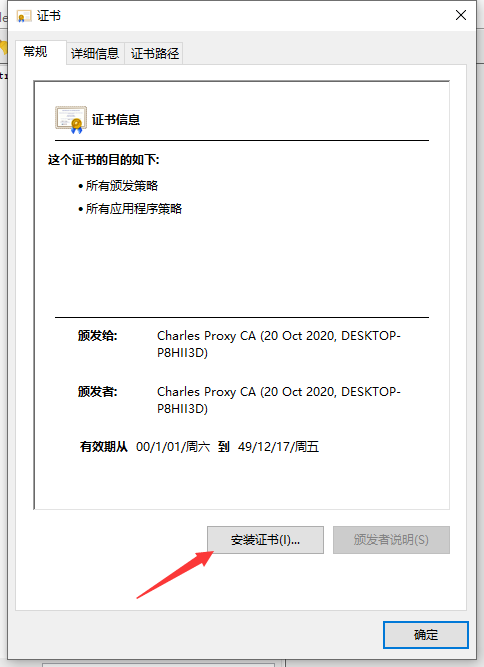 证书
常规
详细信息
证书路径
证书信息
这个证书的目的如下:
• 所有颁发策略
• 所有应用程序策略
颁发给: Charles Proxy CA (20 Oct 2020, DESKTOP-
P8HII3D)
颁发者: Charles Proxy CA (20 Oct 2020, DESKTOP-
P8HII3D)
有效期从 00/1/01/周六 到 49/12/17/周五
安装证书(I)...
颁发者说明(S)
确定